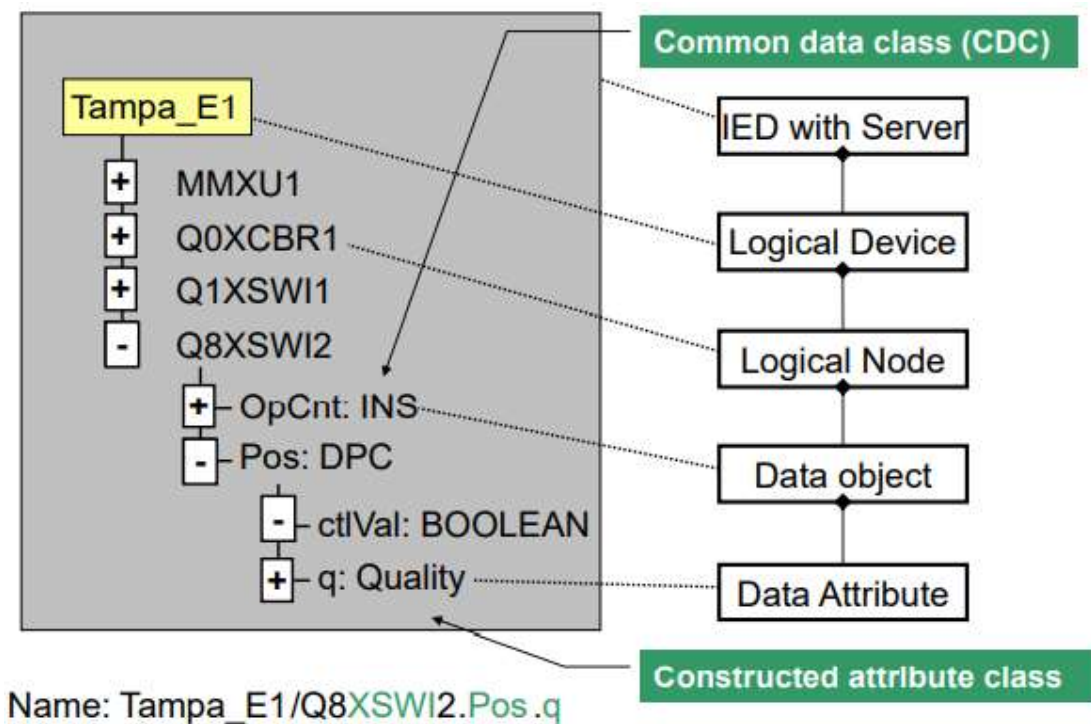 Common data class (CDC)
Tampa_E1
IED with Server
+ MMXU1
+ Q0XCBR1
Logical Device
+ Q1XSWI1
- Q8XSWI2
Logical Node
+ OpCnt: INS
- Pos: DPC
Data object
- ctlVal: BOOLEAN
+ q: Quality
Data Attribute
Constructed attribute class
Name: Tampa_E1/Q8XSWI2.Pos.q